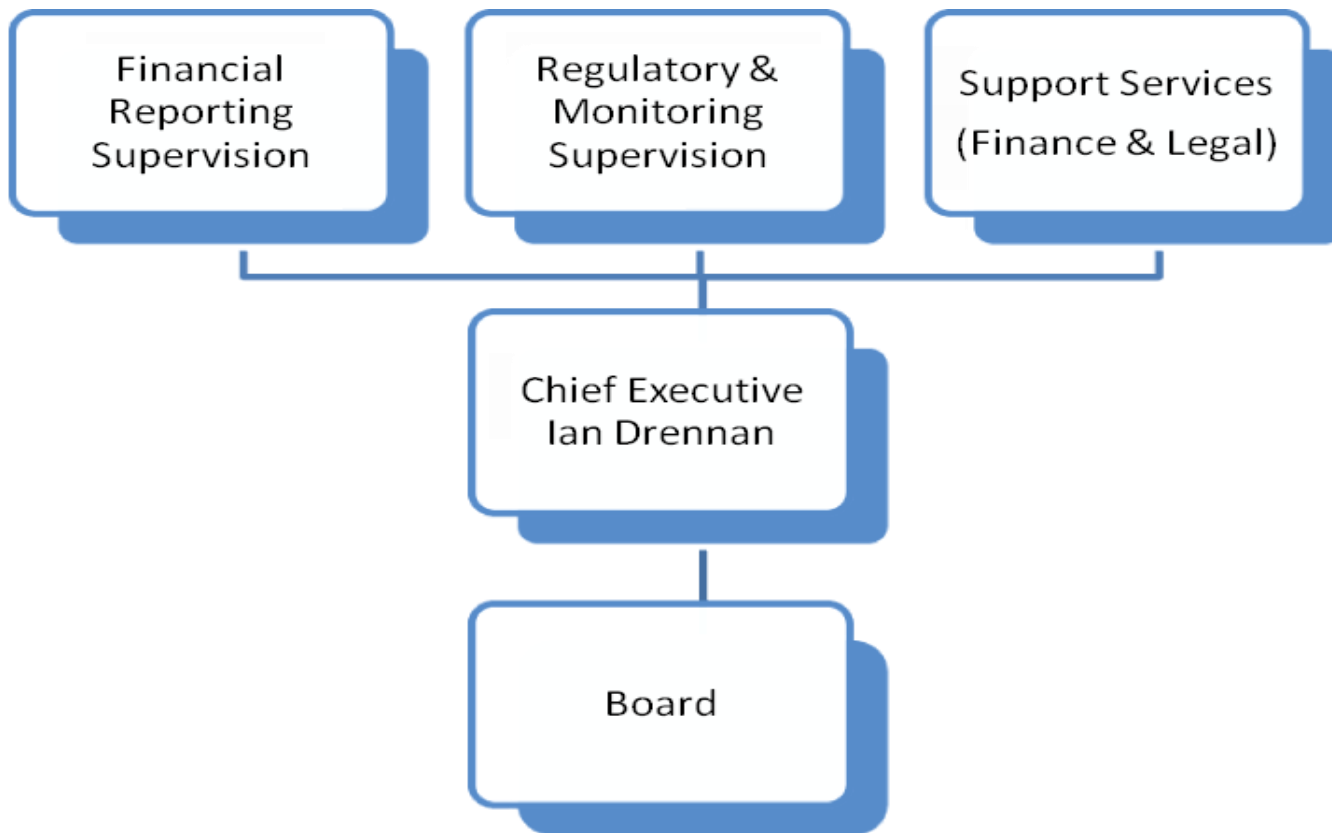 Financial
Reporting
Supervision
Regulatory &
Monitoring
Supervision
Support Services
(Finance & Legal)
Chief Executive
Ian Drennan
Board